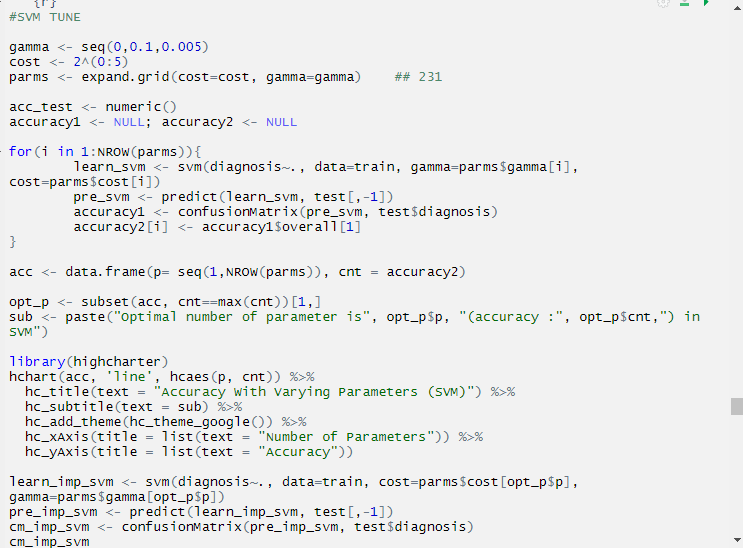 {r}
#SVM TUNE
gamma <- seq(0,0.1,0.005)
cost <- 2^(0:5)
parms <- expand.grid(cost=cost, gamma=gamma)    ## 231
acc_test <- numeric()
accuracy1 <- NULL; accuracy2 <- NULL
for(i in 1:NROW(parms)){
        learn_svm <- svm(diagnosis~., data=train, gamma=parms$gamma[i],
cost=parms$cost[i])
        pre_svm <- predict(learn_svm, test[,-1])
        accuracy1 <- confusionMatrix(pre_svm, test$diagnosis)
        accuracy2[i] <- accuracy1$overall[1]
}
acc <- data.frame(p= seq(1,NROW(parms)), cnt = accuracy2)
opt_p <- subset(acc, cnt==max(cnt))[1,]
sub <- paste("Optimal number of parameter is", opt_p$p, "(accuracy :", opt_p$cnt,") in
SVM")
library(highcharter)
hchart(acc, 'line', hcaes(p, cnt)) %>%
  hc_title(text = "Accuracy With Varying Parameters (SVM)") %>%
  hc_subtitle(text = sub) %>%
  hc_add_theme(hc_theme_google()) %>%
  hc_xAxis(title = list(text = "Number of Parameters")) %>%
  hc_yAxis(title = list(text = "Accuracy"))
learn_imp_svm <- svm(diagnosis~., data=train, cost=parms$cost[opt_p$p],
gamma=parms$gamma[opt_p$p])
pre_imp_svm <- predict(learn_imp_svm, test[,-1])
cm_imp_svm <- confusionMatrix(pre_imp_svm, test$diagnosis)
cm_imp_svm